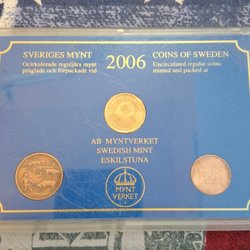 SVERIGES MYNT
Ocirkulerade reguljära mynt
präglade och förpackade vid
2006
COINS OF SWEDEN
Uncirculated regular coins
minted and packed at
AB MYNTVERKET
SWEDISH MINT
ESKILSTUNA
MYNT
VERKET